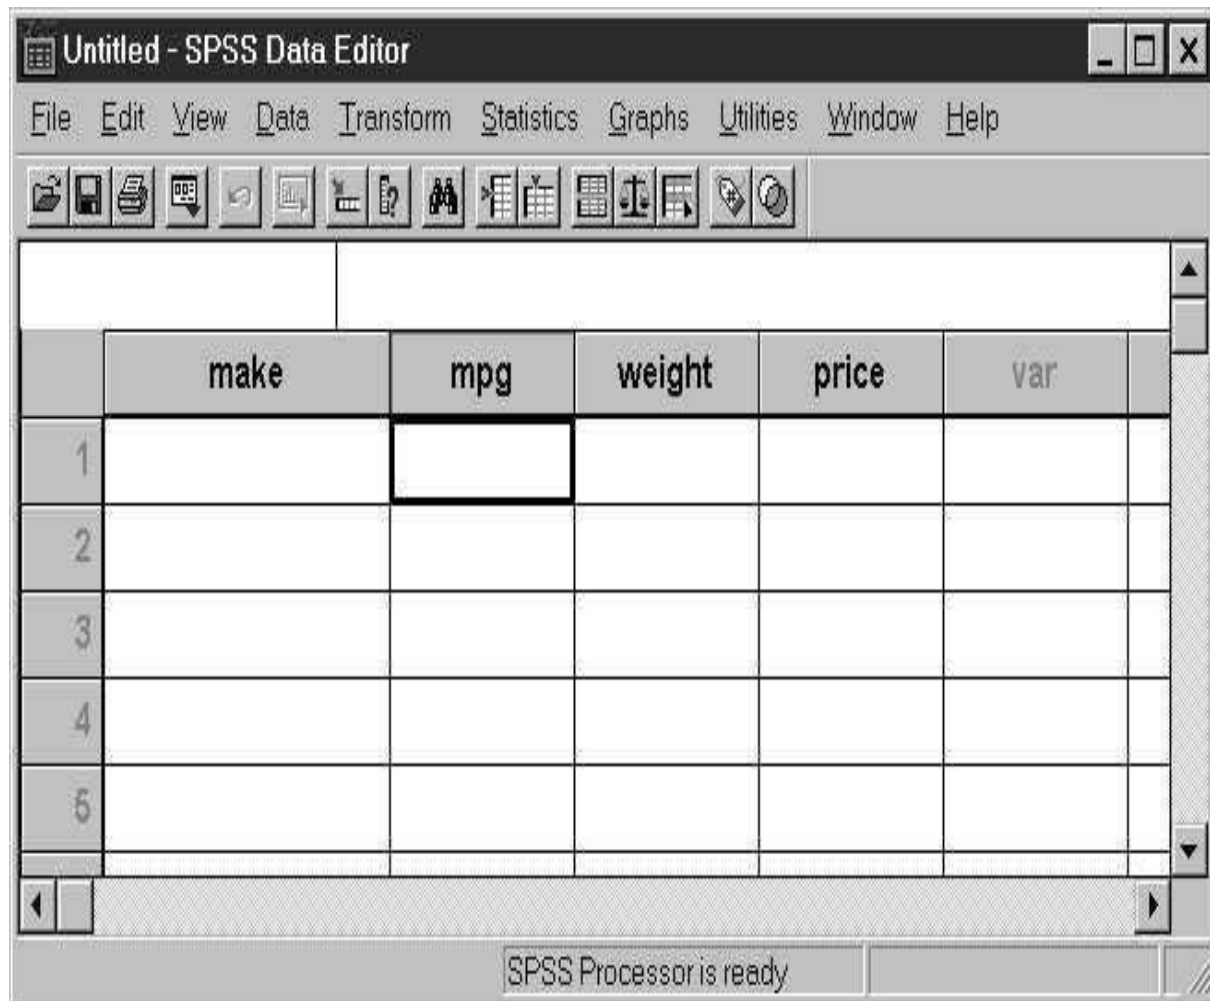 Untitled - SPSS Data Editor
File Edit View Data Transform Statistics Graphs Utilities Window Help
make mpg weight price var
1
2
3
4
5
SPSS Processor is ready